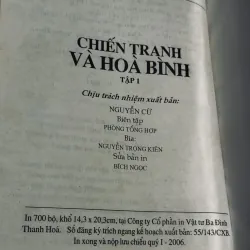 CHIẾN TRANH
VÀ HOÀ BÌNH
TẬP 1
Chịu trách nhiệm xuất bản:
NGUYỄN CỪ
Biên tập
PHÒNG TỔNG HỢP
Bìa:
NGUYỄN TRỌNG KIÊN
Sửa bản in
BÍCH NGỌC
In 700 bộ, khổ 14,3 x 20,3cm, tại Công ty Cổ phần in Vật tư Ba Đình
Thanh Hoá. Số đăng ký trích ngang kế hoạch xuất bản: 55/143/CXB
In xong và nộp lưu chiểu quý I - 2006.